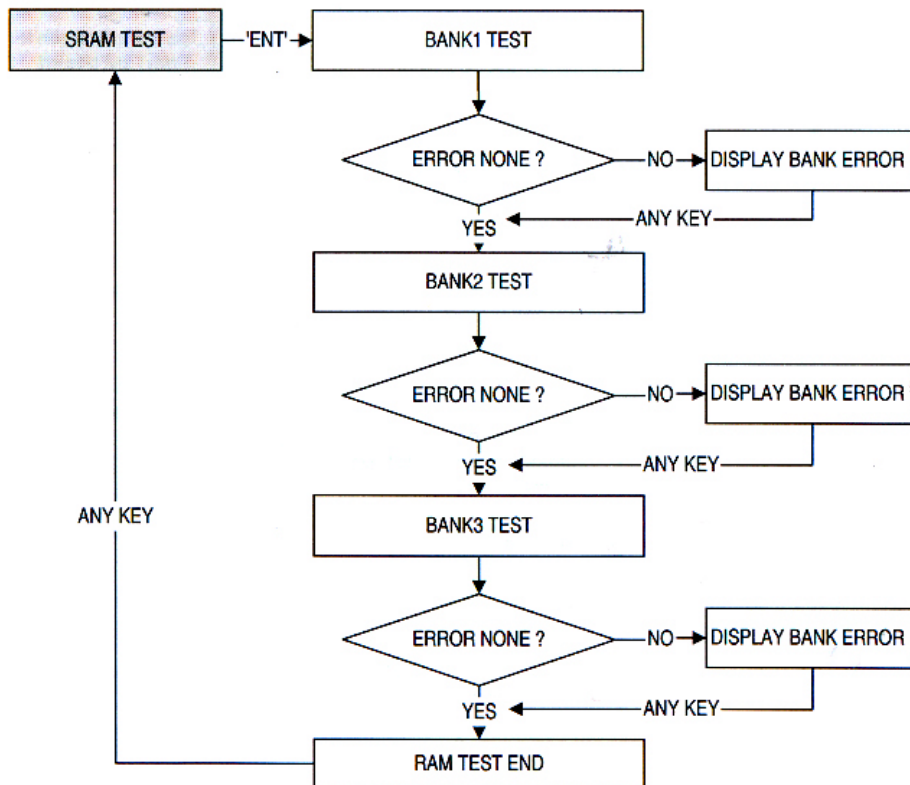 SRAM TEST
'ENT'
BANK1 TEST
ERROR NONE ?
NO
DISPLAY BANK ERROR
ANY KEY
YES
BANK2 TEST
ERROR NONE ?
NO
DISPLAY BANK ERROR
ANY KEY
YES
BANK3 TEST
ANY KEY
ERROR NONE ?
NO
DISPLAY BANK ERROR
ANY KEY
YES
RAM TEST END